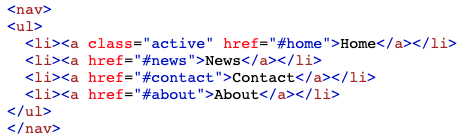 <nav>
<ul>
  <li><a class="active" href="#home">Home</a></li>
  <li><a href="#news">News</a></li>
  <li><a href="#contact">Contact</a></li>
  <li><a href="#about">About</a></li>
</ul>
</nav>